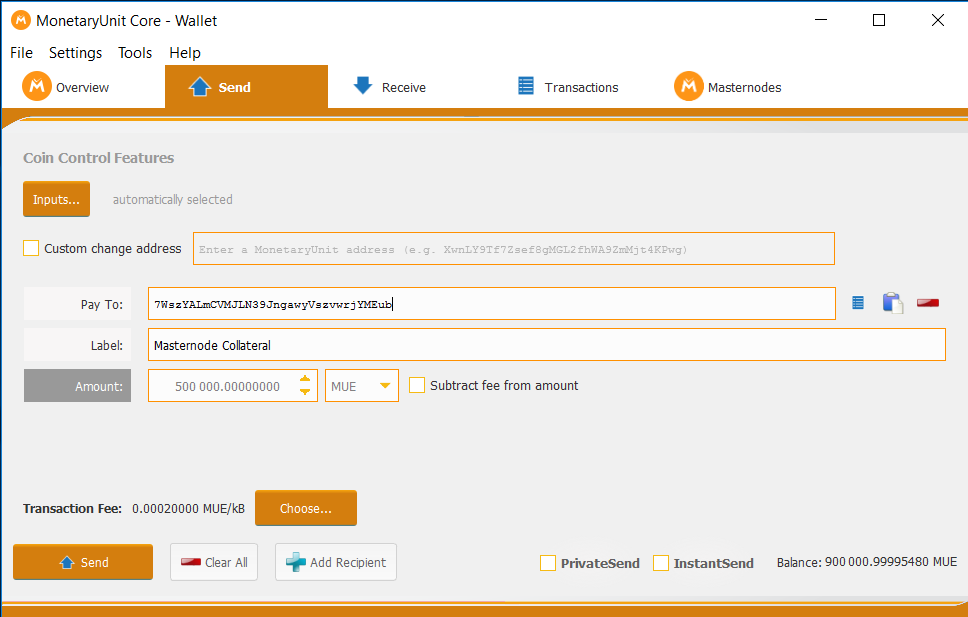 MonetaryUnit Core - Wallet
File Settings Tools Help
Overview Send Receive Transactions Masternodes
Coin Control Features
Inputs... automatically selected
Custom change address Enter a MonetaryUnit address (e.g. XwnLY9Tf7Zsef8gMGL2fhWA9ZmMjt4KPwg)
Pay To: 7WszYALmCVMJLN39JngawyVszvwrjYMEub
Label: Masternode Collateral
Amount: 500 000.00000000 MUE Subtract fee from amount
Transaction Fee: 0.00020000 MUE/kB Choose...
Send Clear All Add Recipient PrivateSend InstantSend Balance: 900 000.99995480 MUE